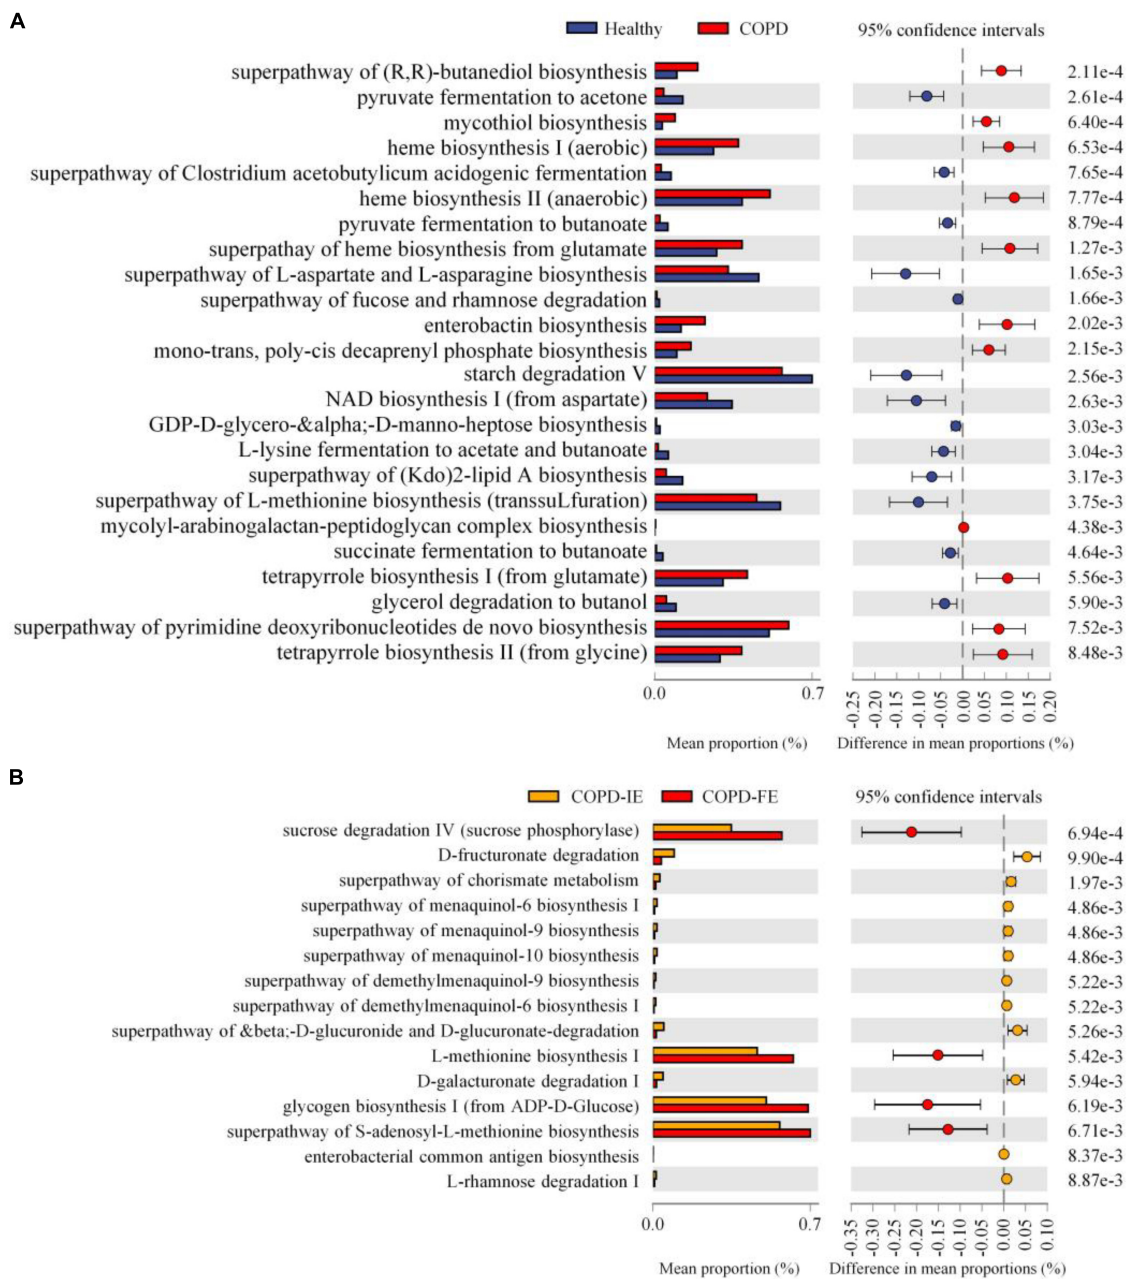 A
Healthy COPD 95% confidence intervals
superpathway of (R,R)-butanediol biosynthesis 2.11e-4
pyruvate fermentation to acetone 2.61e-4
mycothiol biosynthesis 6.40e-4
heme biosynthesis I (aerobic) 6.53e-4
superpathway of Clostridium acetobutylicum acidogenic fermentation 7.65e-4
heme biosynthesis II (anaerobic) 7.77e-4
pyruvate fermentation to butanoate 8.79e-4
superpathay of heme biosynthesis from glutamate 1.27e-3
superpathway of L-aspartate and L-asparagine biosynthesis 1.65e-3
superpathway of fucose and rhamnose degradation 1.66e-3
enterobactin biosynthesis 2.02e-3
mono-trans, poly-cis decaprenyl phosphate biosynthesis 2.15e-3
starch degradation V 2.56e-3
NAD biosynthesis I (from aspartate) 2.63e-3
GDP-D-glycero-&alpha;-D-manno-heptose biosynthesis 3.03e-3
L-lysine fermentation to acetate and butanoate 3.04e-3
superpathway of (Kdo)2-lipid A biosynthesis 3.17e-3
superpathway of L-methionine biosynthesis (transsuLfuration) 3.75e-3
mycolyl-arabinogalactan-peptidoglycan complex biosynthesis 4.38e-3
succinate fermentation to butanoate 4.64e-3
tetrapyrrole biosynthesis I (from glutamate) 5.56e-3
glycerol degradation to butanol 5.90e-3
superpathway of pyrimidine deoxyribonucleotides de novo biosynthesis 7.52e-3
tetrapyrrole biosynthesis II (from glycine) 8.48e-3
0.0 0.7 -0.25 -0.20 -0.15 -0.10 -0.05 0.00 0.05 0.10 0.15 0.20
Mean proportion (%) Difference in mean proportions (%)
B
COPD-IE COPD-FE 95% confidence intervals
sucrose degradation IV (sucrose phosphorylase) 6.94e-4
D-fructuronate degradation 9.90e-4
superpathway of chorismate metabolism 1.97e-3
superpathway of menaquinol-6 biosynthesis I 4.86e-3
superpathway of menaquinol-9 biosynthesis 4.86e-3
superpathway of menaquinol-10 biosynthesis 4.86e-3
superpathway of demethylmenaquinol-9 biosynthesis 5.22e-3
superpathway of demethylmenaquinol-6 biosynthesis I 5.22e-3
superpathway of &beta;-D-glucuronide and D-glucuronate-degradation 5.26e-3
L-methionine biosynthesis I 5.42e-3
D-galacturonate degradation I 5.94e-3
glycogen biosynthesis I (from ADP-D-Glucose) 6.19e-3
superpathway of S-adenosyl-L-methionine biosynthesis 6.71e-3
enterobacterial common antigen biosynthesis 8.37e-3
L-rhamnose degradation I 8.87e-3
0.0 0.7 -0.35 -0.30 -0.25 -0.20 -0.15 -0.10 -0.05 0.00 0.05 0.10
Mean proportion (%) Difference in mean proportions (%)